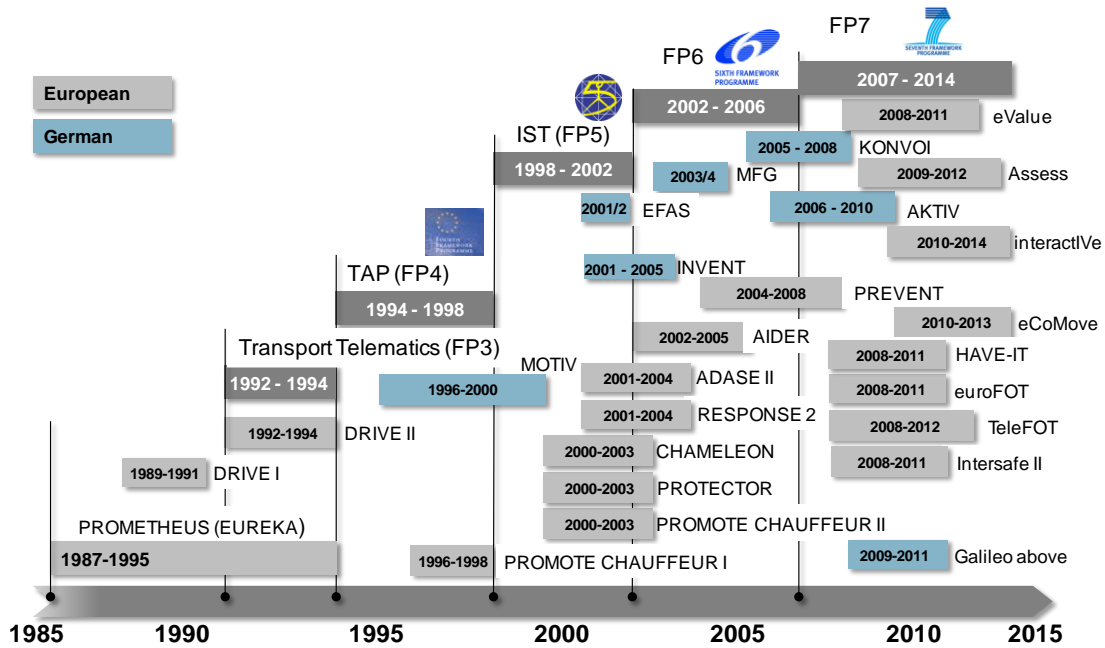 FP7
SEVENTH FRAMEWORK
PROGRAMME
FP6
SIXTH FRAMEWORK
PROGRAMME
2007 - 2014
European
2002 - 2006
2008-2011 eValue
German
IST (FP5)
2005 - 2008 KONVOI
1998 - 2002
2003/4 MFG
2009-2012 Assess
2001/2 EFAS
2006 - 2010 AKTIV
FOURTH
FRAMEWORK
PROGRAMME
2010-2014 interactIVe
TAP (FP4)
2001 - 2005 INVENT
2004-2008 PREVENT
1994 - 1998
2010-2013 eCoMove
2002-2005 AIDER
Transport Telematics (FP3)
2008-2011 HAVE-IT
MOTIV
1992 - 1994
1996-2000
2001-2004 ADASE II
2008-2011 euroFOT
2001-2004 RESPONSE 2
2008-2012 TeleFOT
1992-1994 DRIVE II
2000-2003 CHAMELEON
2008-2011 Intersafe II
1989-1991 DRIVE I
2000-2003 PROTECTOR
PROMETHEUS (EUREKA)
2000-2003 PROMOTE CHAUFFEUR II
1987-1995
1996-1998 PROMOTE CHAUFFEUR I
2009-2011 Galileo above
1985 1990 1995 2000 2005 2010 2015